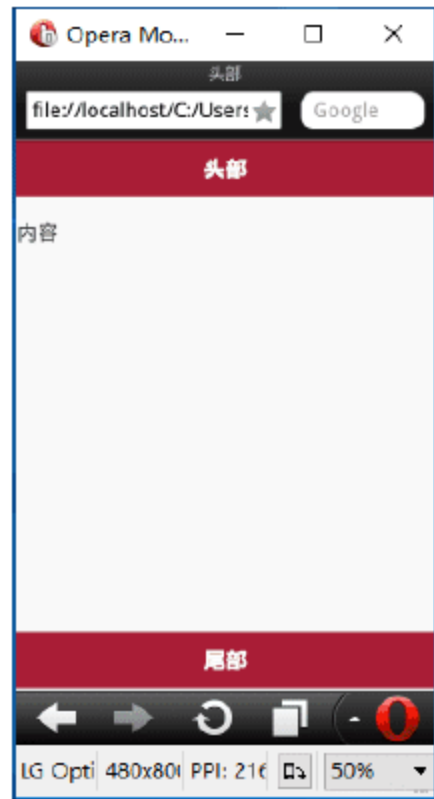 Opera Mo...
头部
file://localhost/C:/Users
Google
头部
内容
尾部
LG Opti 480x80 PPI: 216 50%